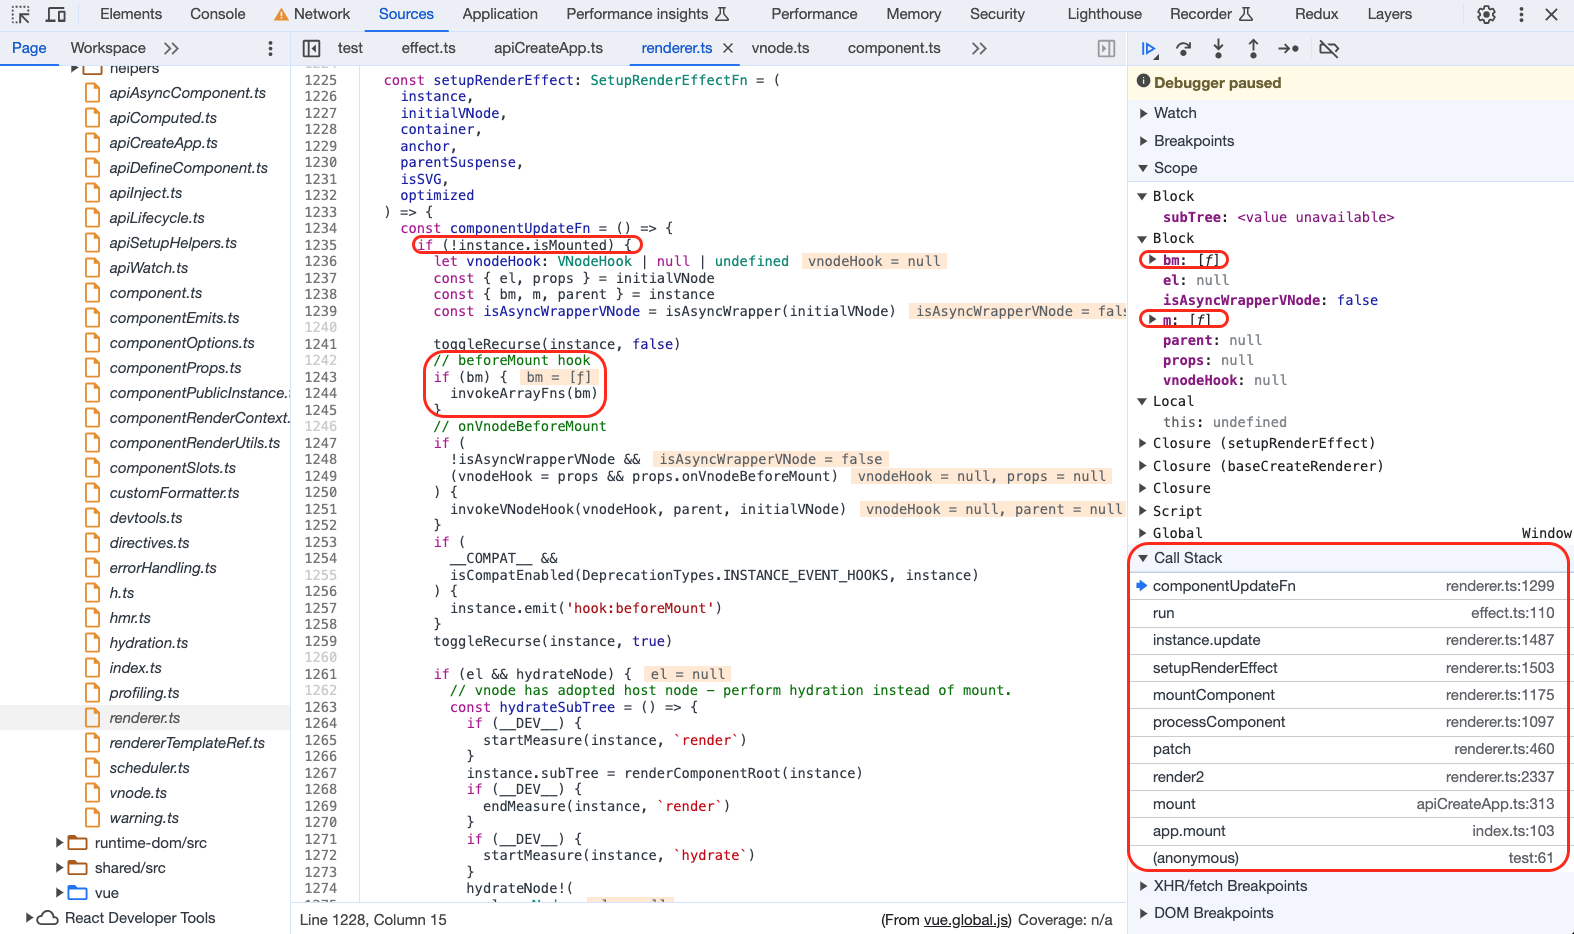 Elements Console Network Sources Application Performance insights Performance Memory Security Lighthouse Recorder Redux Layers
Page Workspace
helpers
apiAsyncComponent.ts
apiComputed.ts
apiCreateApp.ts
apiDefineComponent.ts
apiInject.ts
apiLifecycle.ts
apiSetupHelpers.ts
apiWatch.ts
component.ts
componentEmits.ts
componentOptions.ts
componentProps.ts
componentPublicInstance.
componentRenderContext.
componentRenderUtils.ts
componentSlots.ts
customFormatter.ts
devtools.ts
directives.ts
errorHandling.ts
h.ts
hmr.ts
hydration.ts
index.ts
profiling.ts
renderer.ts
rendererTemplateRef.ts
scheduler.ts
vnode.ts
warning.ts
runtime-dom/src
shared/src
vue
React Developer Tools
test effect.ts apiCreateApp.ts renderer.ts × vnode.ts component.ts
1225 const setupRenderEffect: SetupRenderEffectFn = (
1226 instance,
1227 initialVNode,
1228 container,
1229 anchor,
1230 parentSuspense,
1231 isSVG,
1232 optimized
1233 ) => {
1234 const componentUpdateFn = () => {
1235 if (!instance.isMounted) {
1236 let vnodeHook: VNodeHook | null | undefined vnodeHook = null
1237 const { el, props } = initialVNode
1238 const { bm, m, parent } = instance
1239 const isAsyncWrapperVNode = isAsyncWrapper(initialVNode) isAsyncWrapperVNode = fals
1240
1241 toggleRecurse(instance, false)
1242 // beforeMount hook
1243 if (bm) { bm = [ƒ]
1244 invokeArrayFns(bm)
1245 }
1246 // onVnodeBeforeMount
1247 if (
1248 !isAsyncWrapperVNode && isAsyncWrapperVNode = false
1249 (vnodeHook = props && props.onVnodeBeforeMount) vnodeHook = null, props = null
1250 ) {
1251 invokeVNodeHook(vnodeHook, parent, initialVNode) vnodeHook = null, parent = null
1252 }
1253 if (
1254 __COMPAT__ &&
1255 isCompatEnabled(DeprecationTypes.INSTANCE_EVENT_HOOKS, instance)
1256 ) {
1257 instance.emit('hook:beforeMount')
1258 }
1259 toggleRecurse(instance, true)
1260
1261 if (el && hydrateNode) { el = null
1262 // vnode has adopted host node – perform hydration instead of mount.
1263 const hydrateSubTree = () => {
1264 if (__DEV__) {
1265 startMeasure(instance, `render`)
1266 }
1267 instance.subTree = renderComponentRoot(instance)
1268 if (__DEV__) {
1269 endMeasure(instance, `render`)
1270 }
1271 if (__DEV__) {
1272 startMeasure(instance, `hydrate`)
1273 }
1274 hydrateNode!(
Line 1228, Column 15 (From vue.global.js) Coverage: n/a
Debugger paused
Watch
Breakpoints
Scope
Block
subTree: <value unavailable>
Block
bm: [ƒ]
el: null
isAsyncWrapperVNode: false
m: [ƒ]
parent: null
props: null
vnodeHook: null
Local
this: undefined
Closure (setupRenderEffect)
Closure (baseCreateRenderer)
Closure
Script
Global Window
Call Stack
componentUpdateFn renderer.ts:1299
run effect.ts:110
instance.update renderer.ts:1487
setupRenderEffect renderer.ts:1503
mountComponent renderer.ts:1175
processComponent renderer.ts:1097
patch renderer.ts:460
render2 renderer.ts:2337
mount apiCreateApp.ts:313
app.mount index.ts:103
(anonymous) test:61
XHR/fetch Breakpoints
DOM Breakpoints